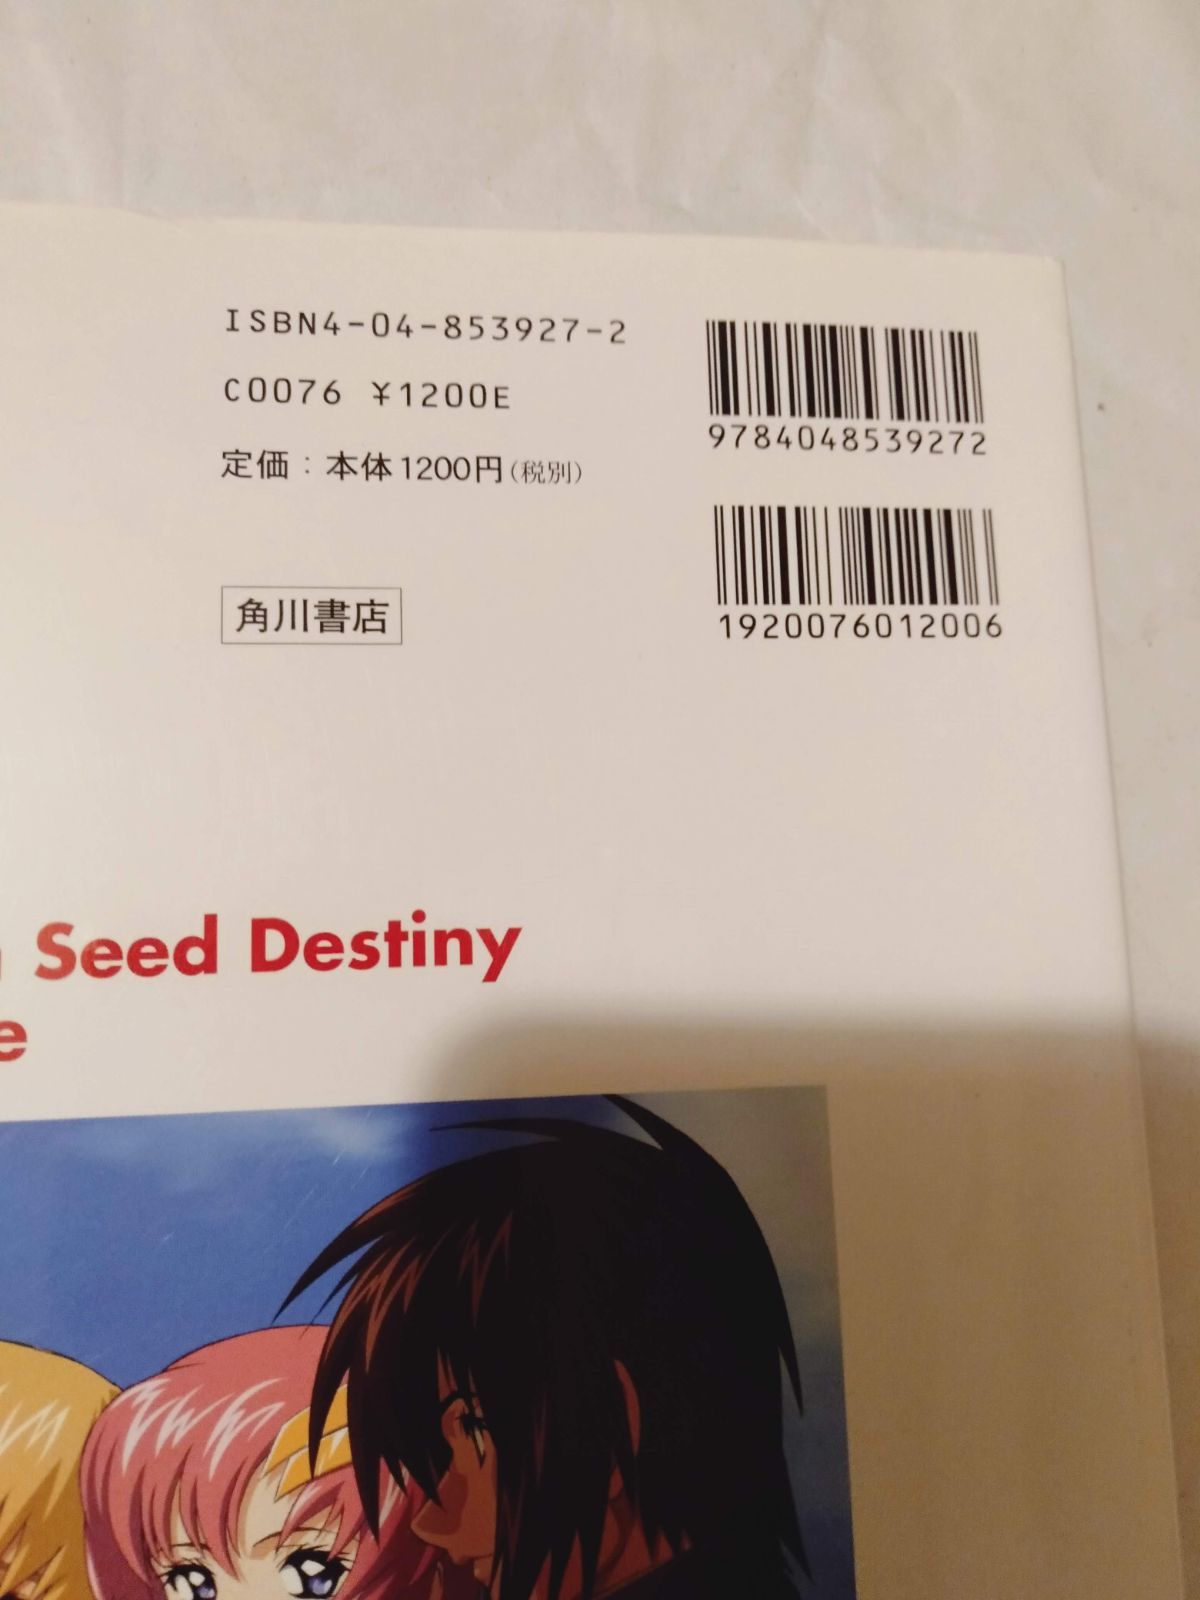 ISBN4-04-853927-2
C0076 ¥1200E
定価：本体1200円（税別）
9784048539272
1920076012006
角川書店
Seed Destiny